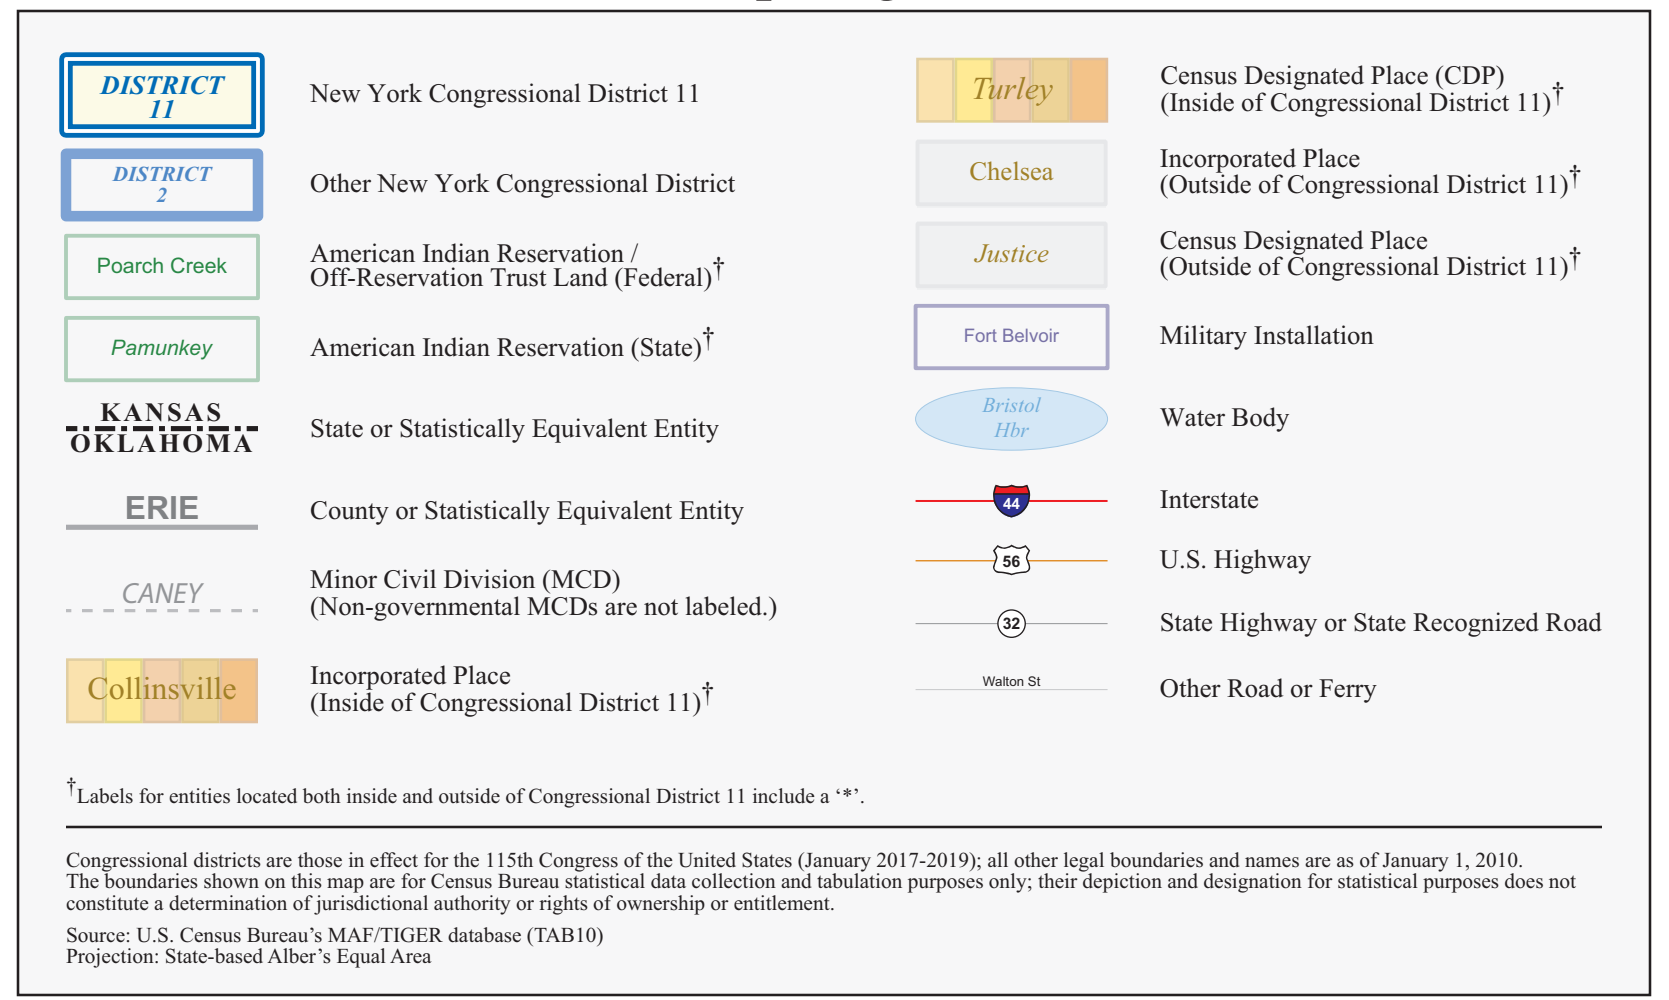 DISTRICT
11
New York Congressional District 11
DISTRICT
2
Other New York Congressional District
Poarch Creek
American Indian Reservation /
Off-Reservation Trust Land (Federal)†
Pamunkey
American Indian Reservation (State)†
KANSAS
OKLAHOMA
State or Statistically Equivalent Entity
ERIE
County or Statistically Equivalent Entity
CANEY
Minor Civil Division (MCD)
(Non-governmental MCDs are not labeled.)
Collinsville
Incorporated Place
(Inside of Congressional District 11)†
Turley
Census Designated Place (CDP)
(Inside of Congressional District 11)†
Chelsea
Incorporated Place
(Outside of Congressional District 11)†
Justice
Census Designated Place
(Outside of Congressional District 11)†
Fort Belvoir
Military Installation
Bristol
Hbr
Water Body
44
Interstate
56
U.S. Highway
32
State Highway or State Recognized Road
Walton St
Other Road or Ferry
†Labels for entities located both inside and outside of Congressional District 11 include a ‘*’.
Congressional districts are those in effect for the 115th Congress of the United States (January 2017-2019); all other legal boundaries and names are as of January 1, 2010.
The boundaries shown on this map are for Census Bureau statistical data collection and tabulation purposes only; their depiction and designation for statistical purposes does not
constitute a determination of jurisdictional authority or rights of ownership or entitlement.
Source: U.S. Census Bureau’s MAF/TIGER database (TAB10)
Projection: State-based Alber’s Equal Area